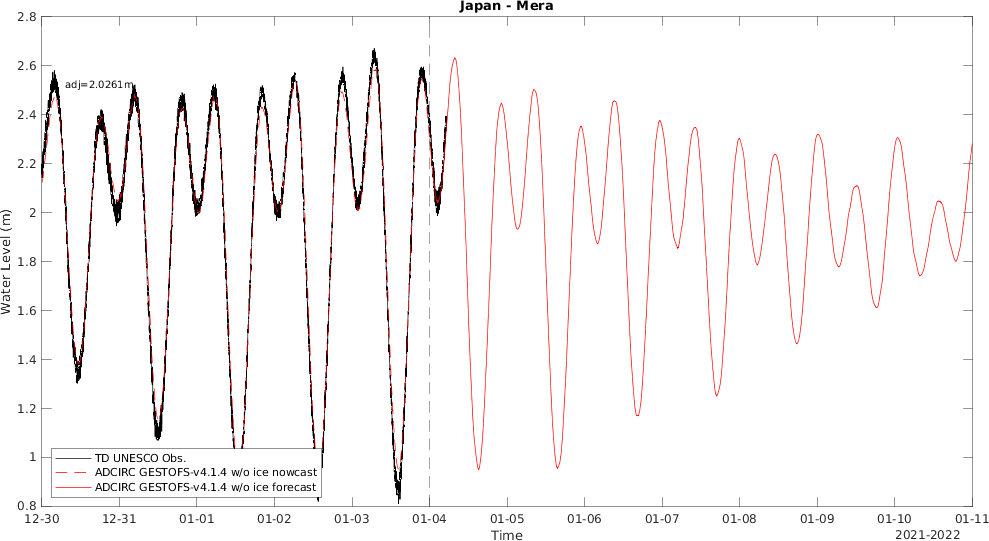 Japan - Mera
adj=2.0261m
Water Level (m)
2.8
2.6
2.4
2.2
2
1.8
1.6
1.4
1.2
1
0.8
TD UNESCO Obs.
ADCIRC GESTOFS-v4.1.4 w/o ice nowcast
ADCIRC GESTOFS-v4.1.4 w/o ice forecast
12-30 12-31 01-01 01-02 01-03 01-04 01-05 01-06 01-07 01-08 01-09 01-10 01-11
Time
2021-2022